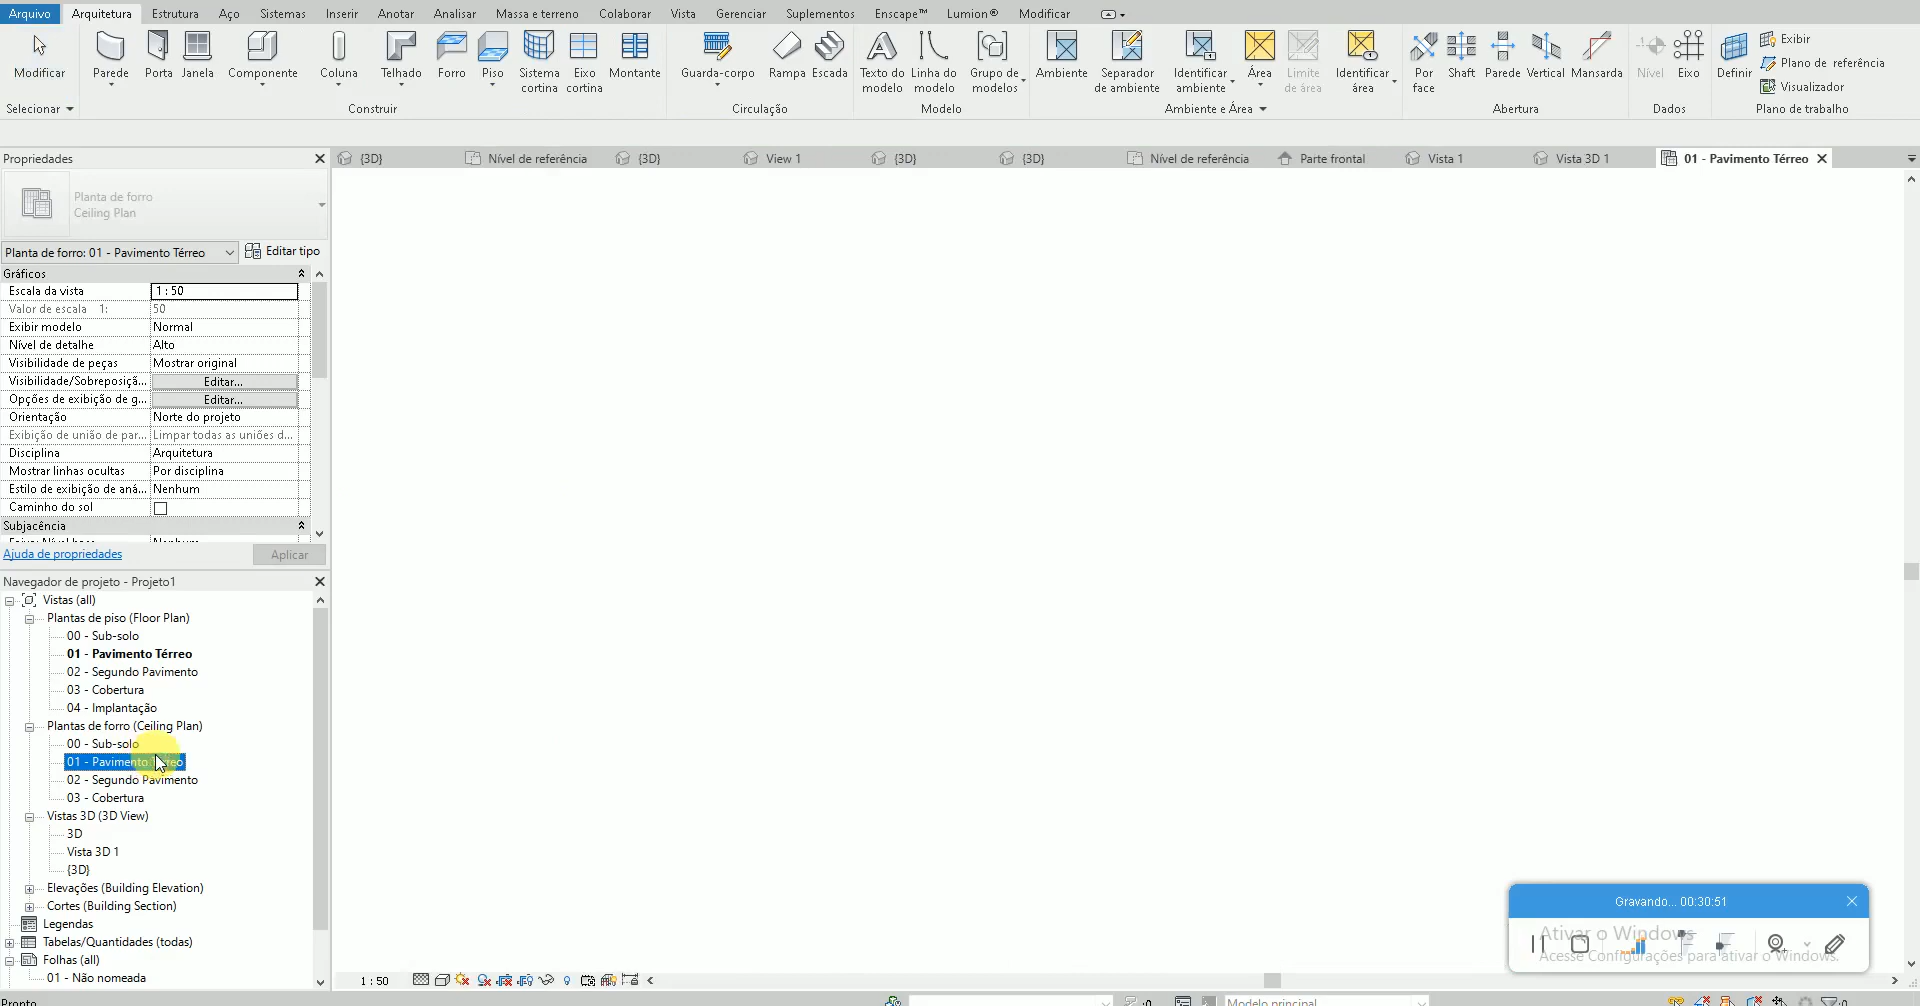 Arquivo Arquitetura Estrutura Aço Sistemas Inserir Anotar Analisar Massa e terreno Colaborar Vista Gerenciar Suplementos Enscape™ Lumion® Modificar
Modificar Parede Porta Janela Componente Coluna Telhado Forro Piso Sistema cortina Eixo cortina Montante Guarda-corpo Rampa Escada Texto do modelo Linha do modelo Grupo de modelos Ambiente Separador de ambiente Identificar ambiente Área Limite de área Identificar área Por face Shaft Parede Vertical Mansarda Nível Eixo Definir
Exibir
Plano de referência
Visualizador
Selecionar Construir Circulação Modelo Ambiente e Área Abertura Dados Plano de trabalho
Propriedades
{3D} Nível de referência {3D} View 1 {3D} {3D} Nível de referência Parte frontal Vista 1 Vista 3D 1 01 - Pavimento Térreo
Planta de forro
Ceiling Plan
Planta de forro: 01 - Pavimento Térreo Editar tipo
Gráficos
Escala da vista 1 : 50
Valor de escala 1: 50
Exibir modelo Normal
Nível de detalhe Alto
Visibilidade de peças Mostrar original
Visibilidade/Sobreposiçã... Editar...
Opções de exibição de g... Editar...
Orientação Norte do projeto
Exibição de união de par... Limpar todas as uniões d...
Disciplina Arquitetura
Mostrar linhas ocultas Por disciplina
Estilo de exibição de aná... Nenhum
Caminho do sol
Subjacência
Ajuda de propriedades Aplicar
Navegador de projeto - Projeto1
Vistas (all)
Plantas de piso (Floor Plan)
00 - Sub-solo
01 - Pavimento Térreo
02 - Segundo Pavimento
03 - Cobertura
04 - Implantação
Plantas de forro (Ceiling Plan)
00 - Sub-solo
01 - Pavimento Térreo
02 - Segundo Pavimento
03 - Cobertura
Vistas 3D (3D View)
3D
Vista 3D 1
{3D}
Elevações (Building Elevation)
Cortes (Building Section)
Legendas
Tabelas/Quantidades (todas)
Folhas (all)
01 - Não nomeada
1 : 50
Gravando... 00:30:51
Ativar o Windows
Acesse Configurações para ativar o Windows.
Pronto :0 Modelo principal :0